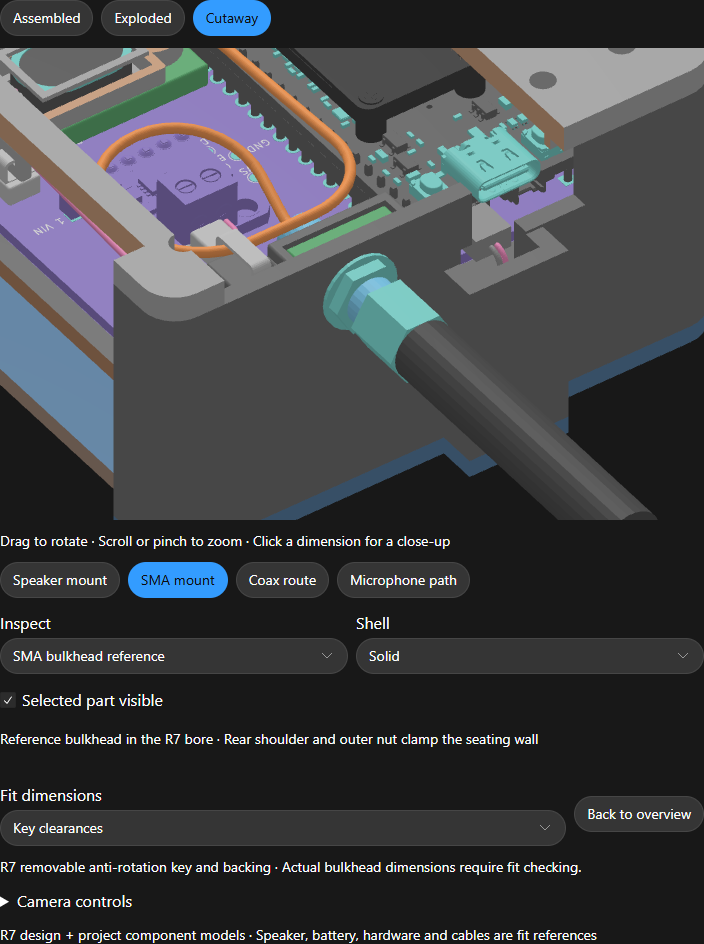 Assembled Exploded Cutaway
GND
1 VIN
Drag to rotate · Scroll or pinch to zoom · Click a dimension for a close-up
Speaker mount SMA mount Coax route Microphone path
Inspect Shell
SMA bulkhead reference Solid
Selected part visible
Reference bulkhead in the R7 bore · Rear shoulder and outer nut clamp the seating wall
Fit dimensions
Key clearances Back to overview
R7 removable anti-rotation key and backing · Actual bulkhead dimensions require fit checking.
Camera controls
R7 design + project component models · Speaker, battery, hardware and cables are fit references